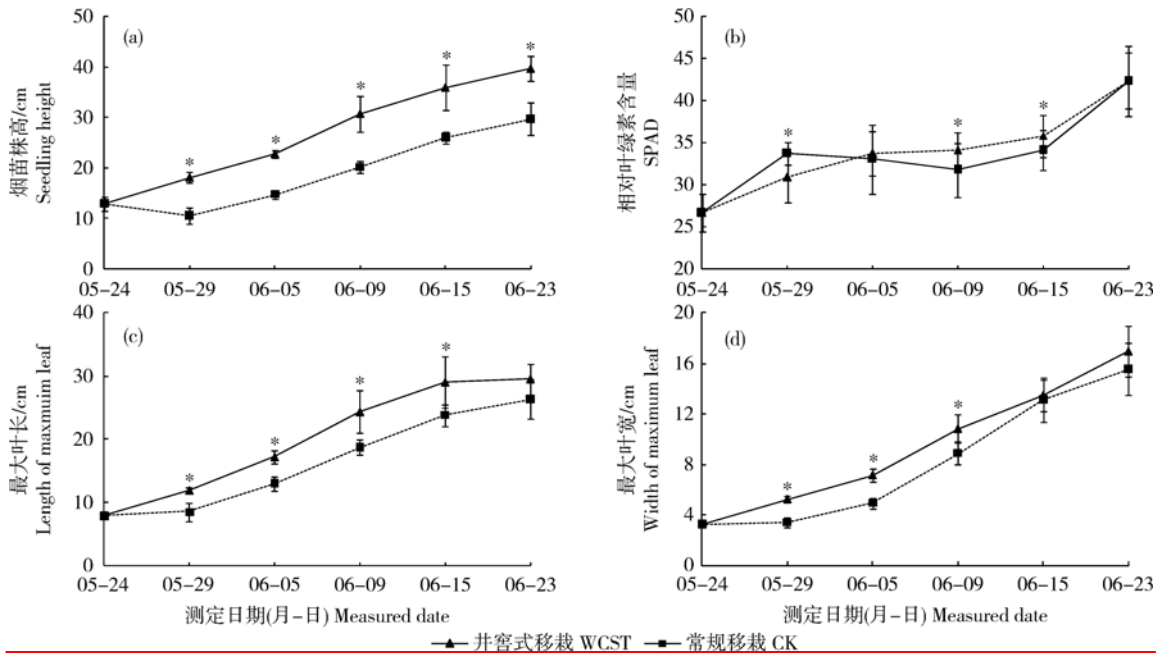 (a)
烟苗株高/cm
Seedling height
50
40
30
20
10
0
* * * * *
05-24 05-29 06-05 06-09 06-15 06-23
(b)
相对叶绿素含量
SPAD
50
45
40
35
30
25
20
* * *
05-24 05-29 06-05 06-09 06-15 06-23
(c)
最大叶长/cm
Length of maxmuim leaf
40
30
20
10
0
* * * *
05-24 05-29 06-05 06-09 06-15 06-23
测定日期(月-日) Measured date
(d)
最大叶宽/cm
Width of maximum leaf
20
16
12
8
4
0
* * *
05-24 05-29 06-05 06-09 06-15 06-23
测定日期(月-日) Measured date
井窖式移栽 WCST 常规移栽 CK